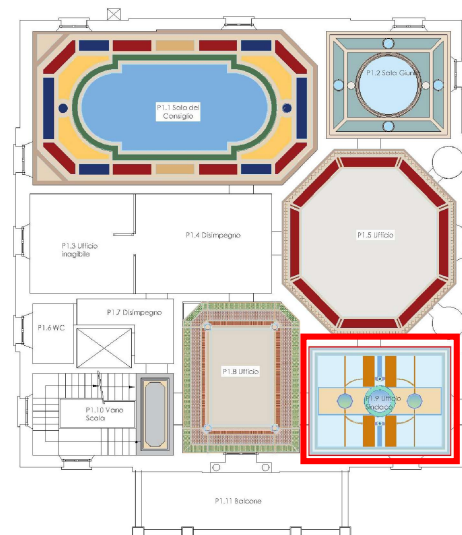 P1.1 Sala del
Consiglio
P1.2 Sala Giunta
P1.3 Ufficio
inagibile
P1.4 Disimpegno
P1.5 Ufficio
P1.6 WC
P1.7 Disimpegno
P1.8 Ufficio
P1.9 Ufficio
Sindaco
P1.10 Vano
Scala
P1.11 Balcone